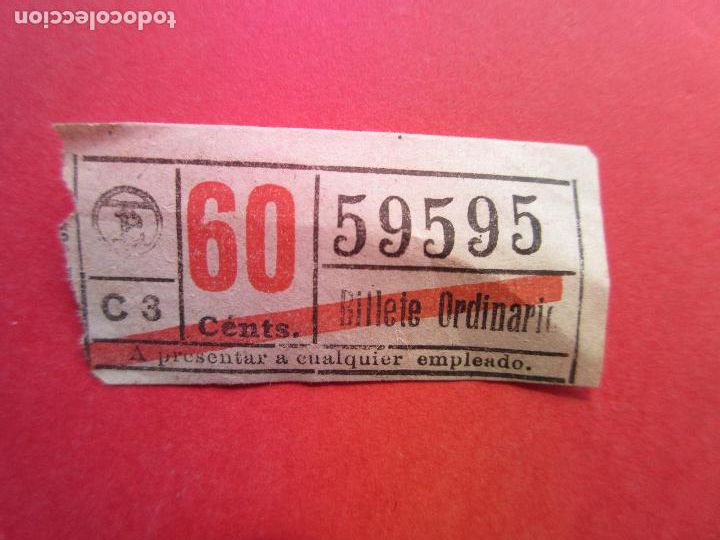 todocoleccion
60
59595
C 3
Cénts.
Billete Ordinario
A presentar a cualquier empleado.